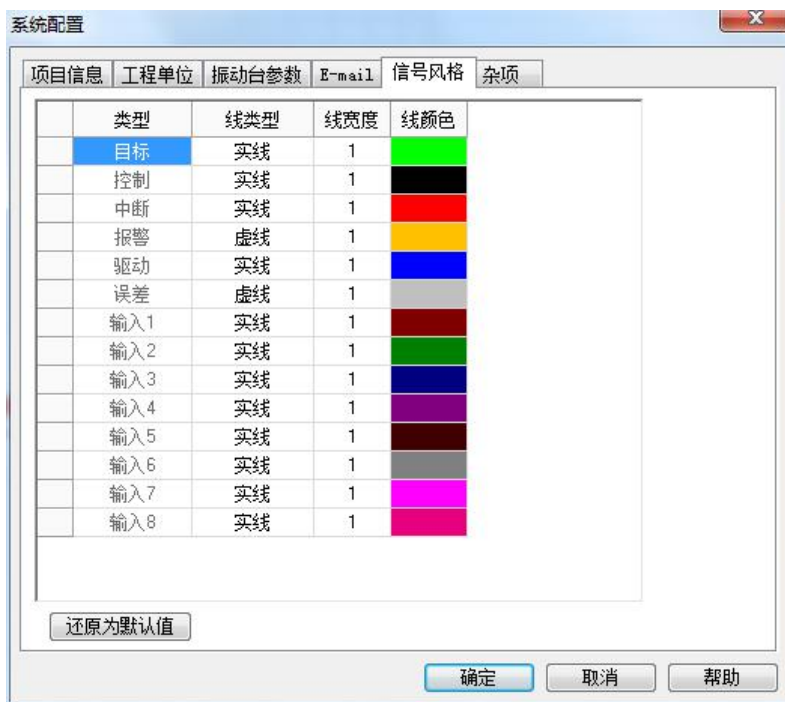 系统配置
项目信息 工程单位 振动台参数 E-mail 信号风格 杂项
类型 线类型 线宽度 线颜色
目标 实线 1
控制 实线 1
中断 实线 1
报警 虚线 1
驱动 实线 1
误差 虚线 1
输入1 实线 1
输入2 实线 1
输入3 实线 1
输入4 实线 1
输入5 实线 1
输入6 实线 1
输入7 实线 1
输入8 实线 1
还原为默认值
确定 取消 帮助